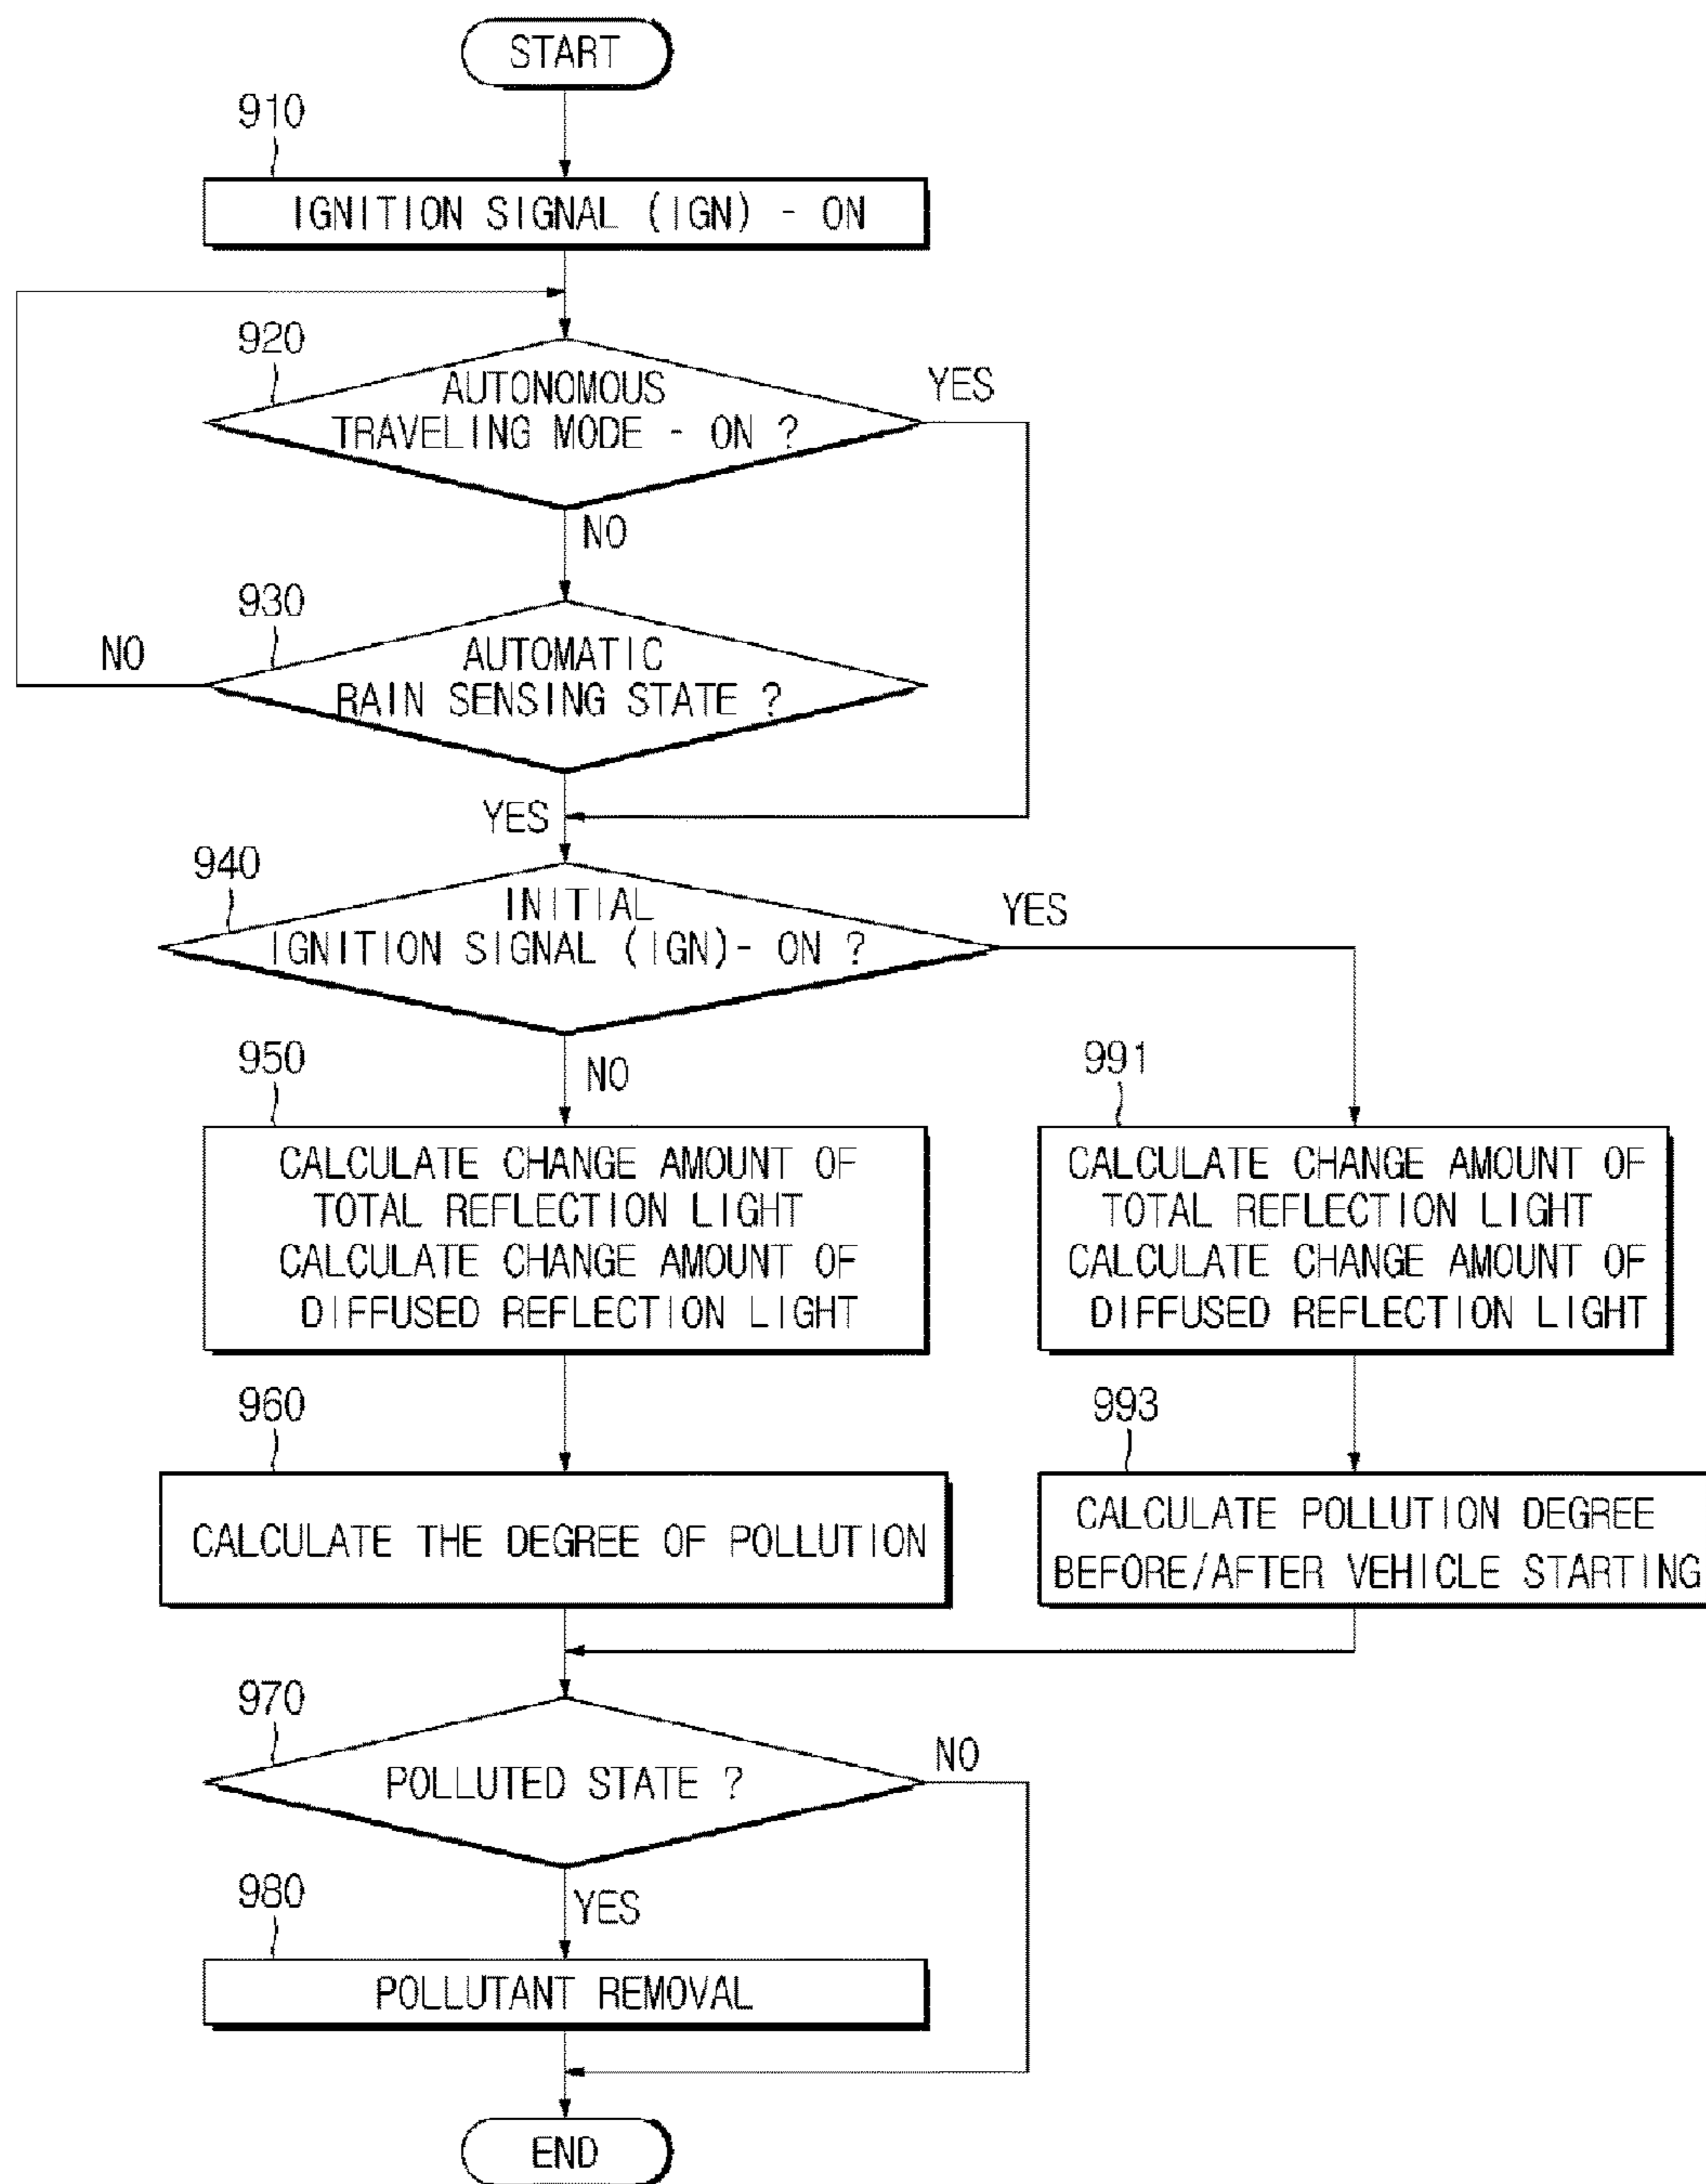 START
910
IGNITION SIGNAL (IGN) - ON
920
AUTONOMOUS
TRAVELING MODE - ON ?
YES
NO
930
NO
AUTOMATIC
RAIN SENSING STATE ?
YES
940
INITIAL
IGNITION SIGNAL (IGN)- ON ?
YES
NO
950
CALCULATE CHANGE AMOUNT OF
TOTAL REFLECTION LIGHT
CALCULATE CHANGE AMOUNT OF
DIFFUSED REFLECTION LIGHT
991
CALCULATE CHANGE AMOUNT OF
TOTAL REFLECTION LIGHT
CALCULATE CHANGE AMOUNT OF
DIFFUSED REFLECTION LIGHT
960
CALCULATE THE DEGREE OF POLLUTION
993
CALCULATE POLLUTION DEGREE
BEFORE/AFTER VEHICLE STARTING
970
POLLUTED STATE ?
NO
YES
980
POLLUTANT REMOVAL
END